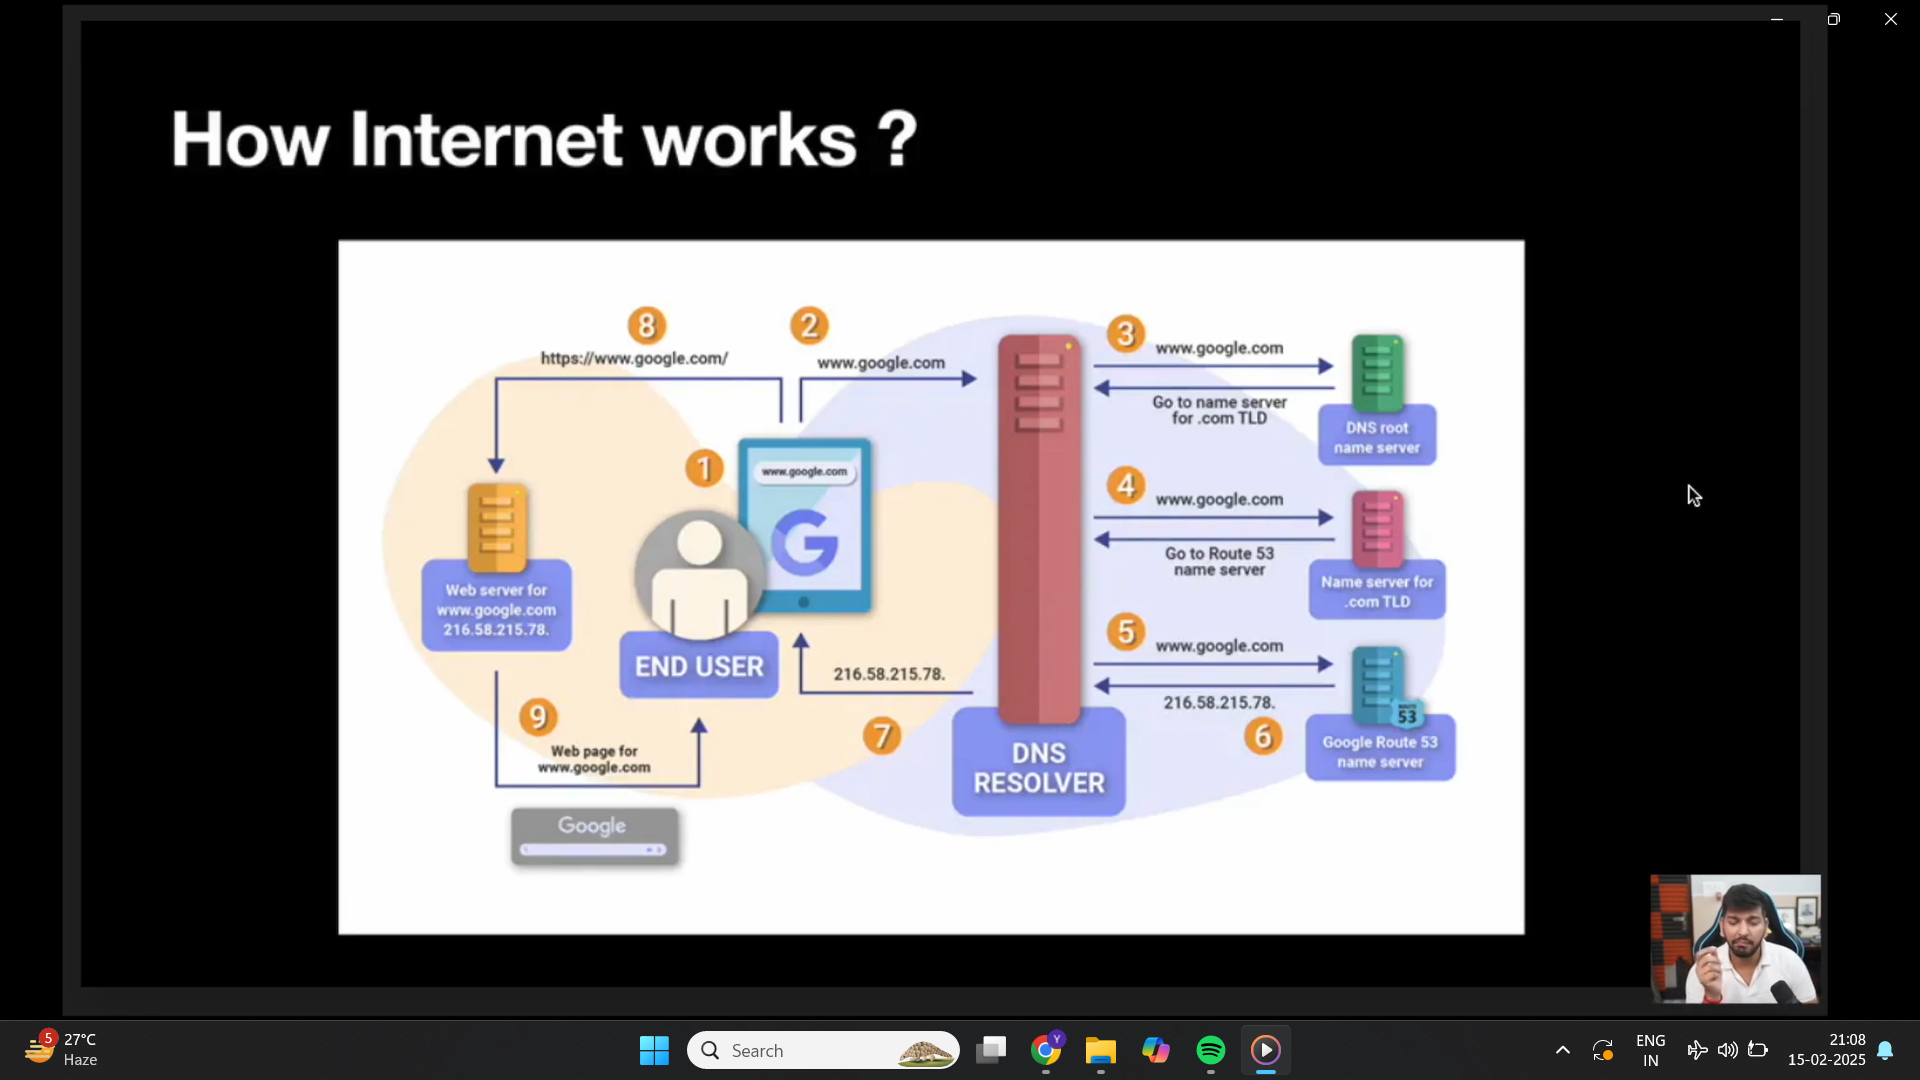 How Internet works ?
8
https://www.google.com/
2
www.google.com
3
www.google.com
Go to name server
for .com TLD
DNS root
name server
1
www.google.com
G
4
www.google.com
Go to Route 53
name server
Name server for
.com TLD
Web server for
www.google.com
216.58.215.78.
END USER
5
www.google.com
216.58.215.78.
6
53
Google Route 53
name server
216.58.215.78.
7
DNS
RESOLVER
9
Web page for
www.google.com
Google
5
27°C
Haze
Search
Y
ENG
IN
21:08
15-02-2025